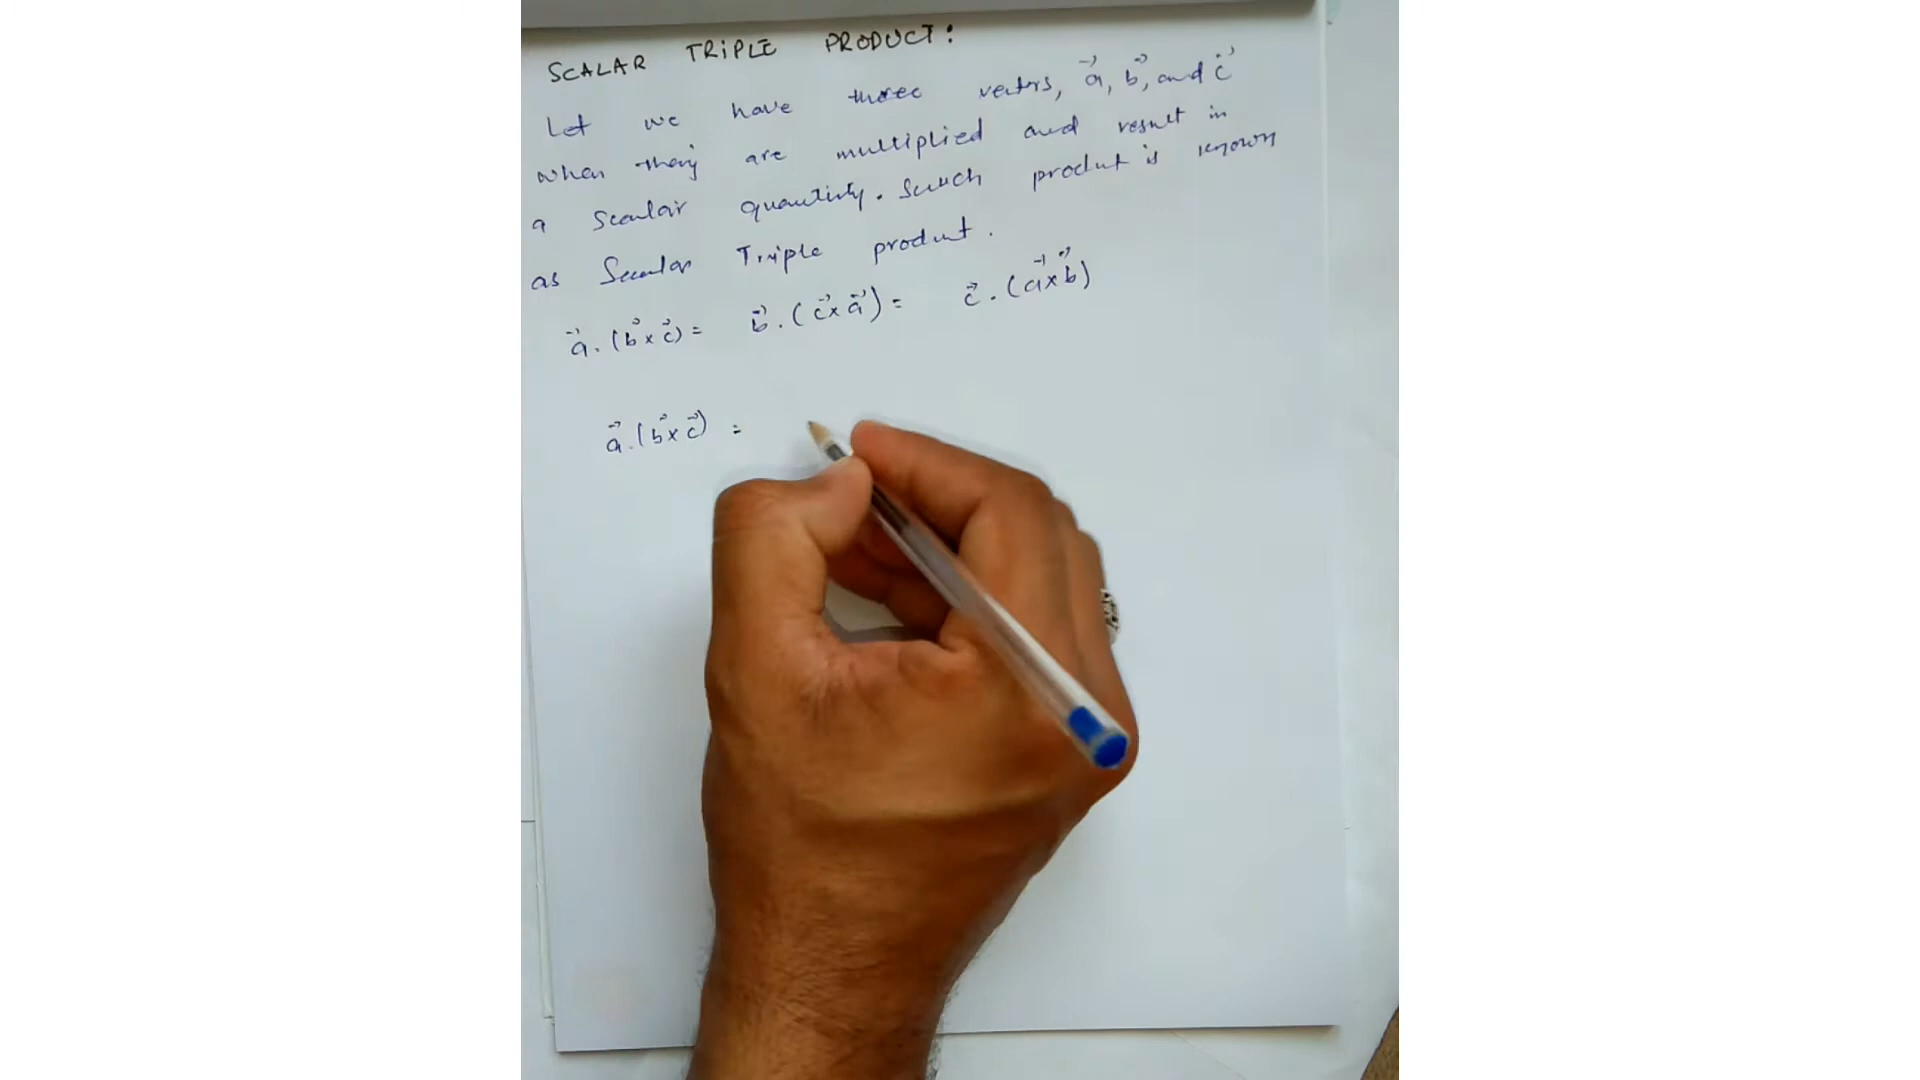 SCALAR TRIPLE PRODUCT:
Let we have three vectors, a⃗, b⃗, and c⃗
when they are multiplied and result in
a Scalar quantity. Such product is known
as Scalar Triple product.
a⃗.(b⃗×c⃗)= b⃗.(c⃗×a⃗)= c⃗.(a⃗×b⃗)
a⃗.(b⃗×c⃗) =